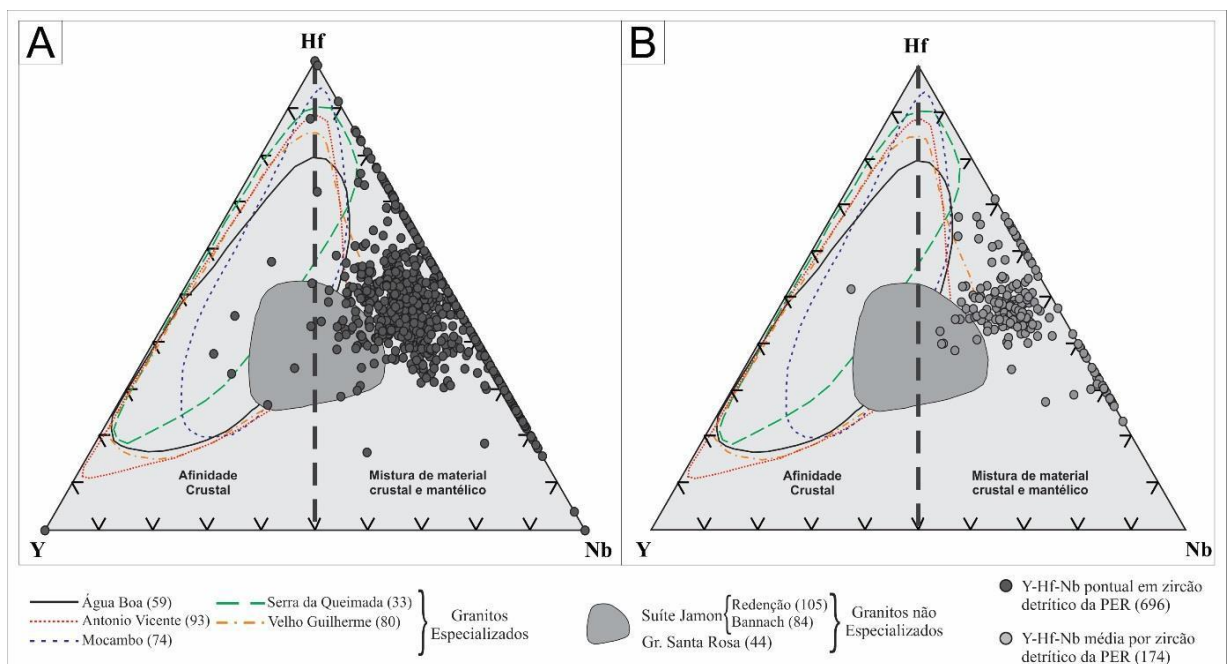 A
Hf
Afinidade
Crustal
Mistura de material
crustal e mantélico
Y
Nb
B
Hf
Afinidade
Crustal
Mistura de material
crustal e mantélico
Y
Nb
Água Boa (59)
Antonio Vicente (93)
Mocambo (74)
Serra da Queimada (33)
Velho Guilherme (80)
Granitos
Especializados
Suíte Jamon
Redenção (105)
Bannach (84)
Gr. Santa Rosa (44)
Granitos não
Especializados
Y-Hf-Nb pontual em zircão
detrítico da PER (696)
Y-Hf-Nb média por zircão
detrítico da PER (174)